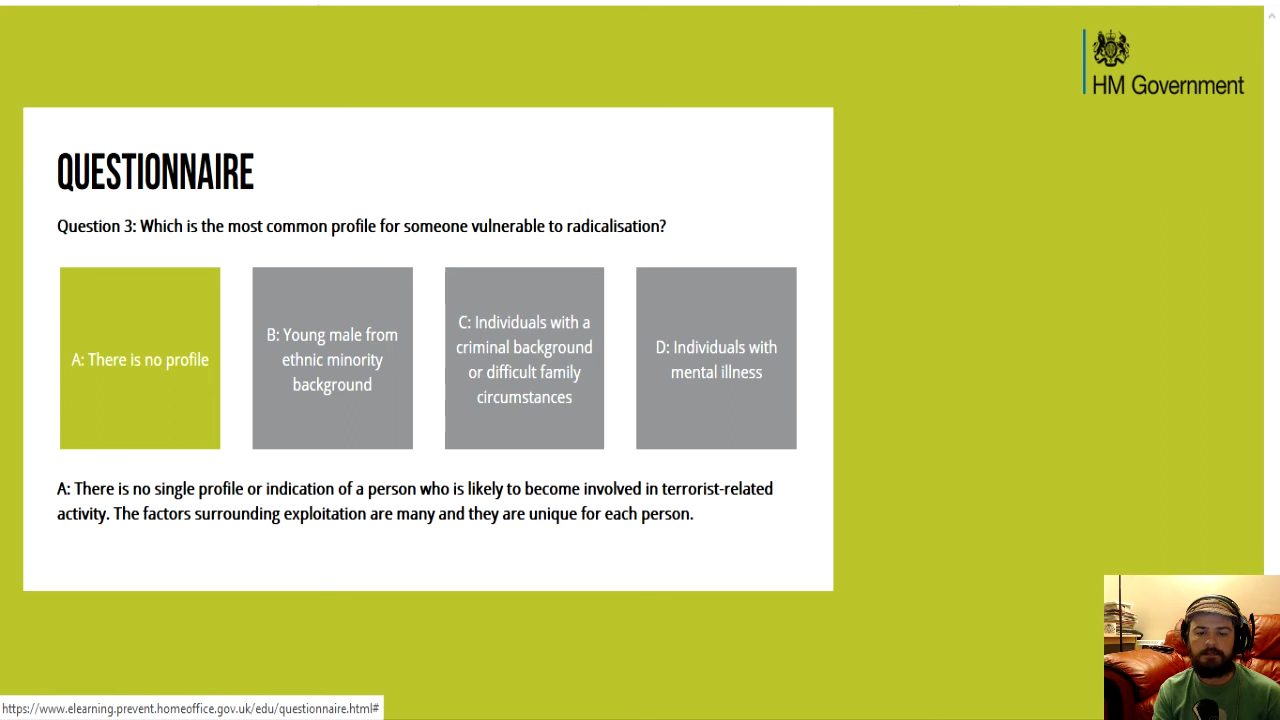 HM Government
QUESTIONNAIRE
Question 3: Which is the most common profile for someone vulnerable to radicalisation?
A: There is no profile
B: Young male from
ethnic minority
background
C: Individuals with a
criminal background
or difficult family
circumstances
D: Individuals with
mental illness
A: There is no single profile or indication of a person who is likely to become involved in terrorist-related
activity. The factors surrounding exploitation are many and they are unique for each person.
https://www.elearning.prevent.homeoffice.gov.uk/edu/questionnaire.html#